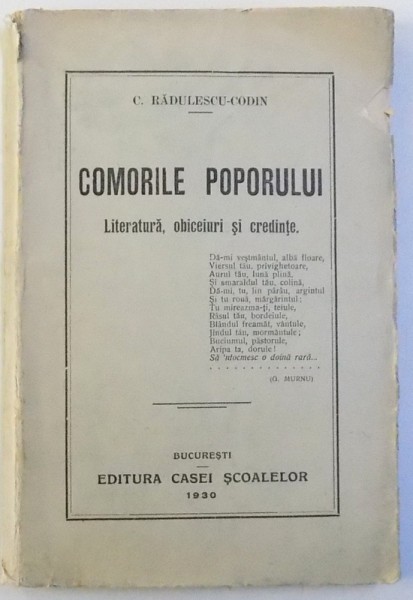 C. RĂDULESCU-CODIN
COMORILE POPORULUI
Literatură, obiceiuri și credințe.
Dă-mi veșmântul, albă floare,
Viersul tău, privighetoare,
Aurul tău, lună plină,
Și smaraldul tău, colină,
Dă-mi, tu, lin părău, argintul
Și tu rouă, mărgărintul;
Tu mireazma-ți, teiule,
Râsul tău, bordeiule,
Blândul freamăt, vântule,
Jindul tău, mormântule;
Buciumul, păstorule,
Aripa ta, dorule!
Să 'ntocmesc o doină rară..
(G. MURNU)
BUCUREȘTI
EDITURA CASEI ȘCOALELOR
1930